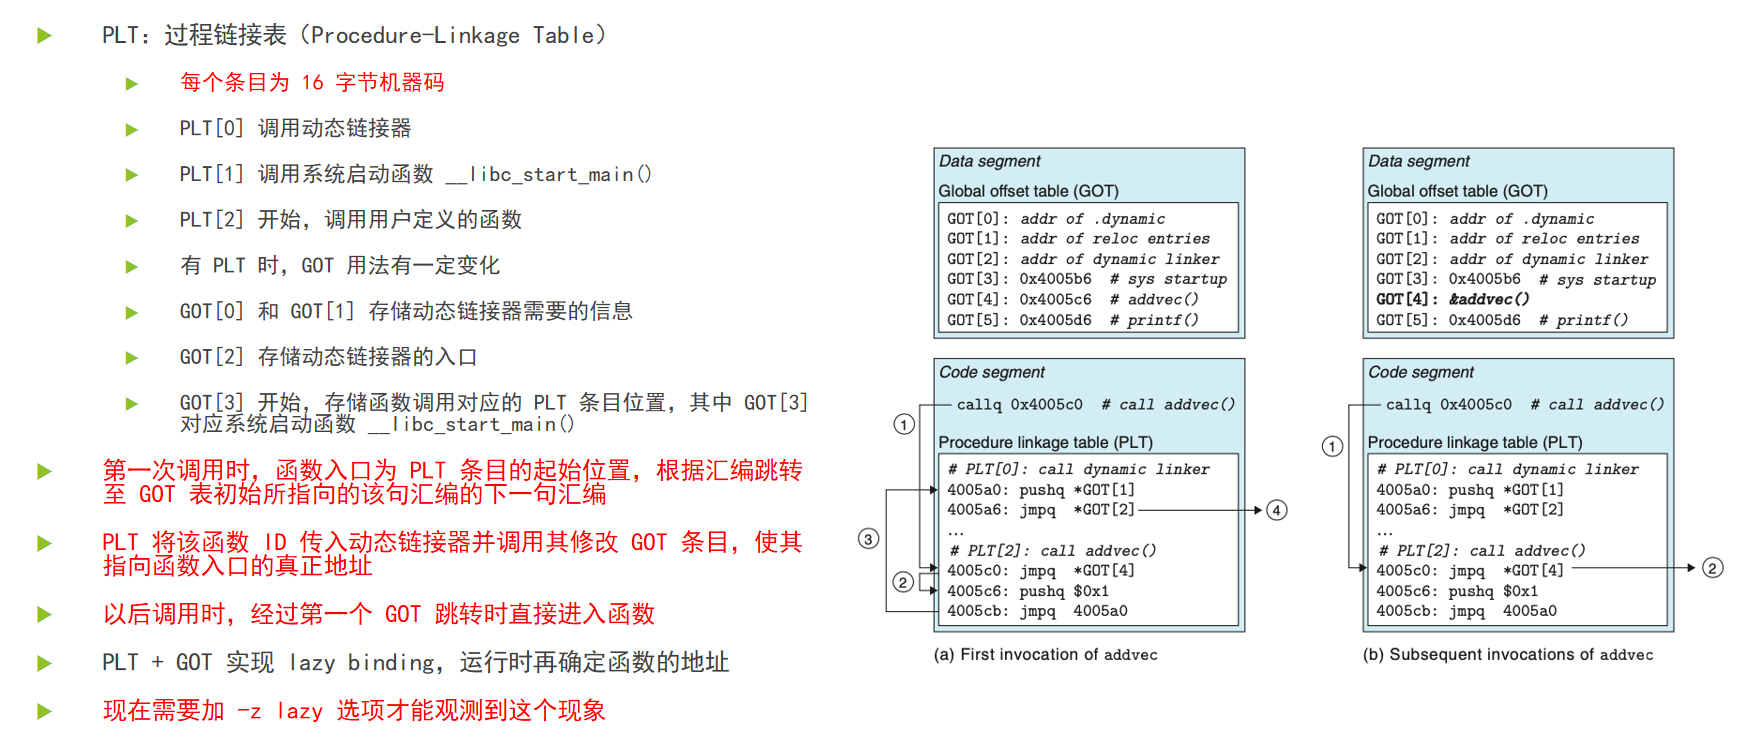 PLT：过程链接表（Procedure-Linkage Table）
每个条目为 16 字节机器码
PLT[0] 调用动态链接器
PLT[1] 调用系统启动函数 __libc_start_main()
PLT[2] 开始，调用用户定义的函数
有 PLT 时，GOT 用法有一定变化
GOT[0] 和 GOT[1] 存储动态链接器需要的信息
GOT[2] 存储动态链接器的入口
GOT[3] 开始，存储函数调用对应的 PLT 条目位置，其中 GOT[3]
对应系统启动函数 __libc_start_main()
第一次调用时，函数入口为 PLT 条目的起始位置，根据汇编跳转
至 GOT 表初始所指向的该句汇编的下一句汇编
PLT 将该函数 ID 传入动态链接器并调用其修改 GOT 条目，使其
指向函数入口的真正地址
以后调用时，经过第一个 GOT 跳转时直接进入函数
PLT + GOT 实现 lazy binding，运行时再确定函数的地址
现在需要加 -z lazy 选项才能观测到这个现象
Data segment
Global offset table (GOT)
GOT[0]: addr of .dynamic
GOT[1]: addr of reloc entries
GOT[2]: addr of dynamic linker
GOT[3]: 0x4005b6 # sys startup
GOT[4]: 0x4005c6 # addvec()
GOT[5]: 0x4005d6 # printf()
Code segment
callq 0x4005c0 # call addvec()
①
Procedure linkage table (PLT)
# PLT[0]: call dynamic linker
4005a0: pushq *GOT[1]
4005a6: jmpq *GOT[2]
④
③
...
# PLT[2]: call addvec()
4005c0: jmpq *GOT[4]
②
4005c6: pushq $0x1
4005cb: jmpq 4005a0
(a) First invocation of addvec
Data segment
Global offset table (GOT)
GOT[0]: addr of .dynamic
GOT[1]: addr of reloc entries
GOT[2]: addr of dynamic linker
GOT[3]: 0x4005b6 # sys startup
GOT[4]: &addvec()
GOT[5]: 0x4005d6 # printf()
Code segment
callq 0x4005c0 # call addvec()
①
Procedure linkage table (PLT)
# PLT[0]: call dynamic linker
4005a0: pushq *GOT[1]
4005a6: jmpq *GOT[2]
...
# PLT[2]: call addvec()
4005c0: jmpq *GOT[4]
②
4005c6: pushq $0x1
4005cb: jmpq 4005a0
(b) Subsequent invocations of addvec